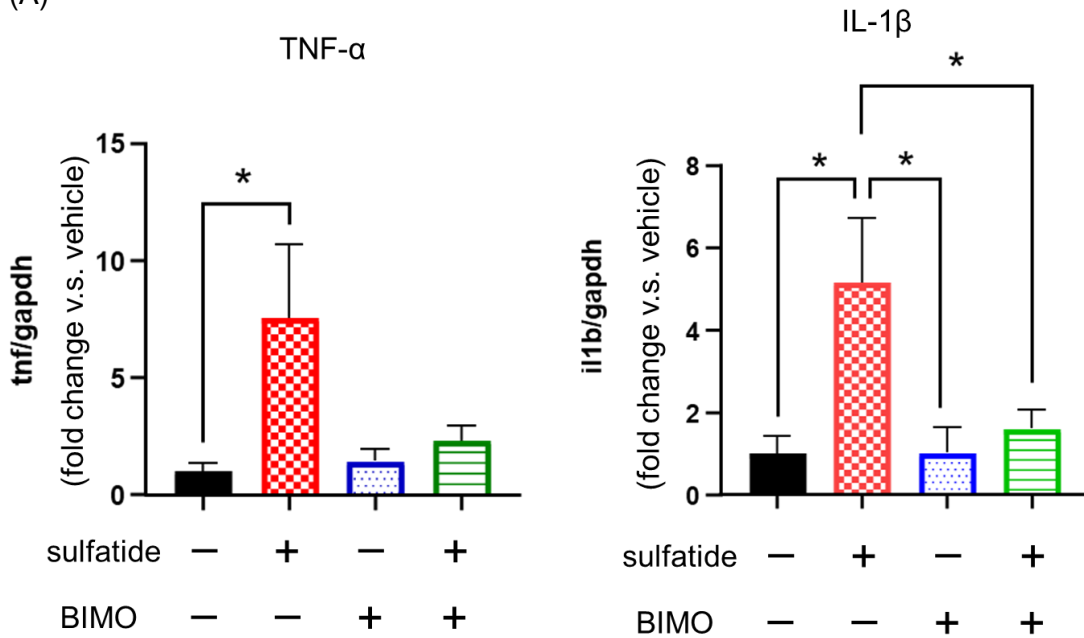 (A)
TNF-α
tnf/gapdh
(fold change v.s. vehicle)
15
10
5
0
*
sulfatide − + − +
BIMO − − + +
IL-1β
il1b/gapdh
(fold change v.s. vehicle)
8
6
4
2
0
*
* *
sulfatide − + − +
BIMO − − + +